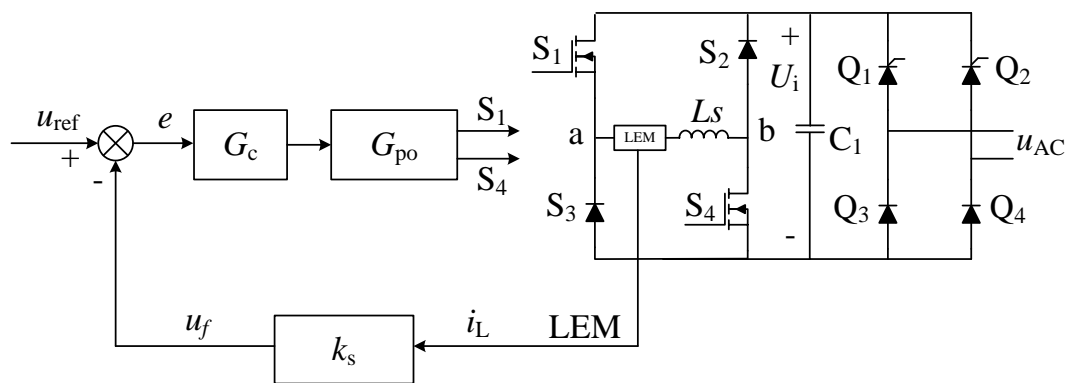 S1
S2
+
Ui
Q1
Q2
uref
e
Gc
Gpo
S1
S4
+
-
a
LEM
Ls
b
C1
uAC
S3
S4
-
Q3
Q4
uf
ks
iL
LEM